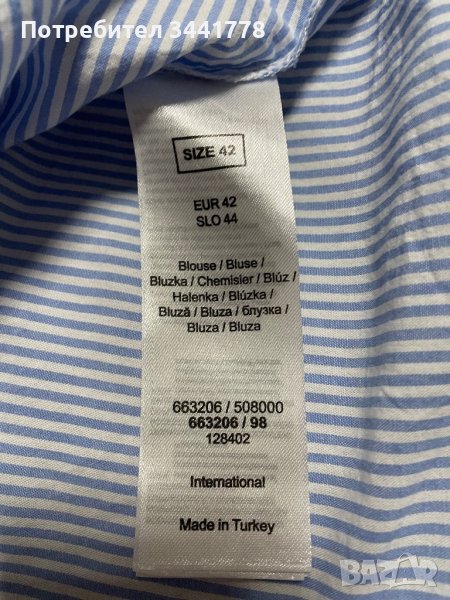 Потребител 3441778
SIZE 42
EUR 42
SLO 44
Blouse / Bluse /
Bluzka / Chemisier / Blúz /
Halenka / Blúzka /
Bluză / Bluza / блузка /
Bluza / Bluza
663206 / 508000
663206 / 98
128402
International
Made in Turkey
BAZAR